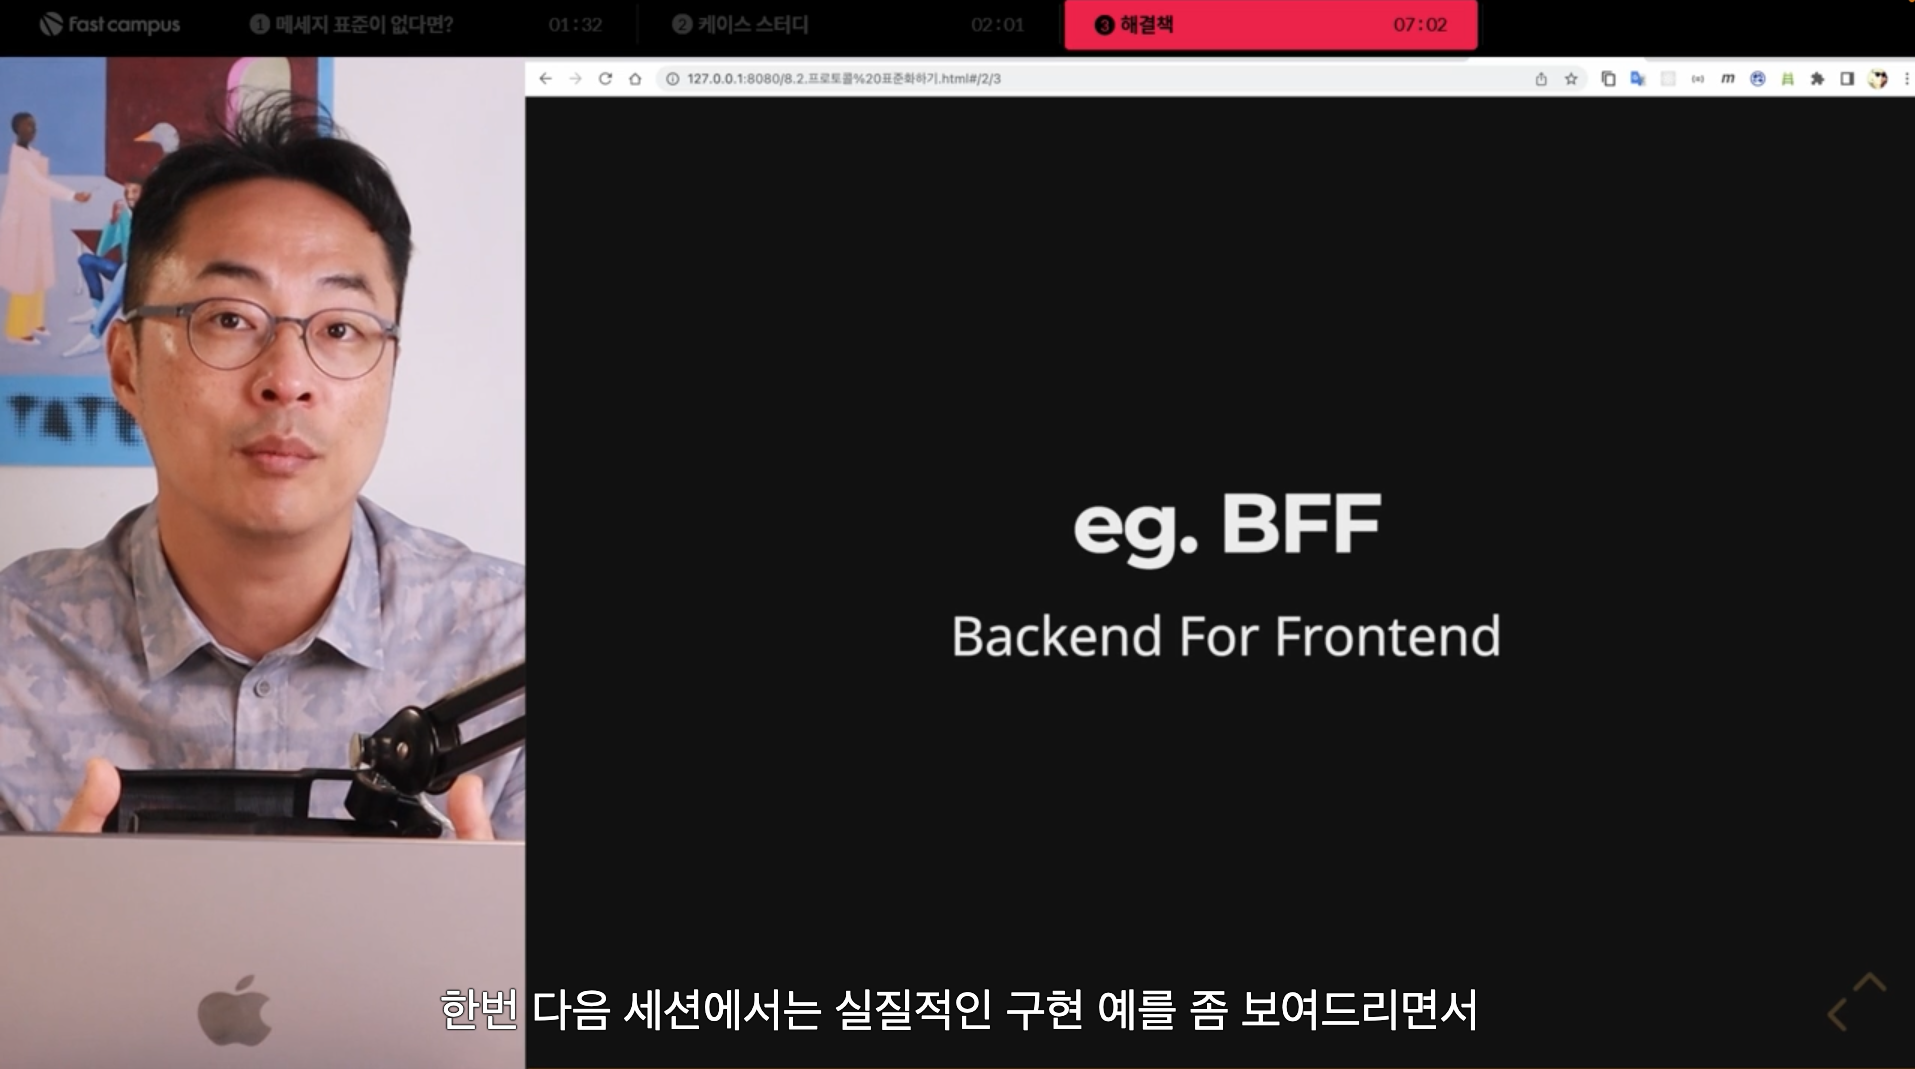 Fast campus
❶ 메세지 표준이 없다면? 01:32
❷ 케이스 스터디 02:01
❸ 해결책 07:02
127.0.0.1:8080/8.2.프로토콜%20표준화하기.html#/2/3
TATE
eg. BFF
Backend For Frontend
한번 다음 세션에서는 실질적인 구현 예를 좀 보여드리면서